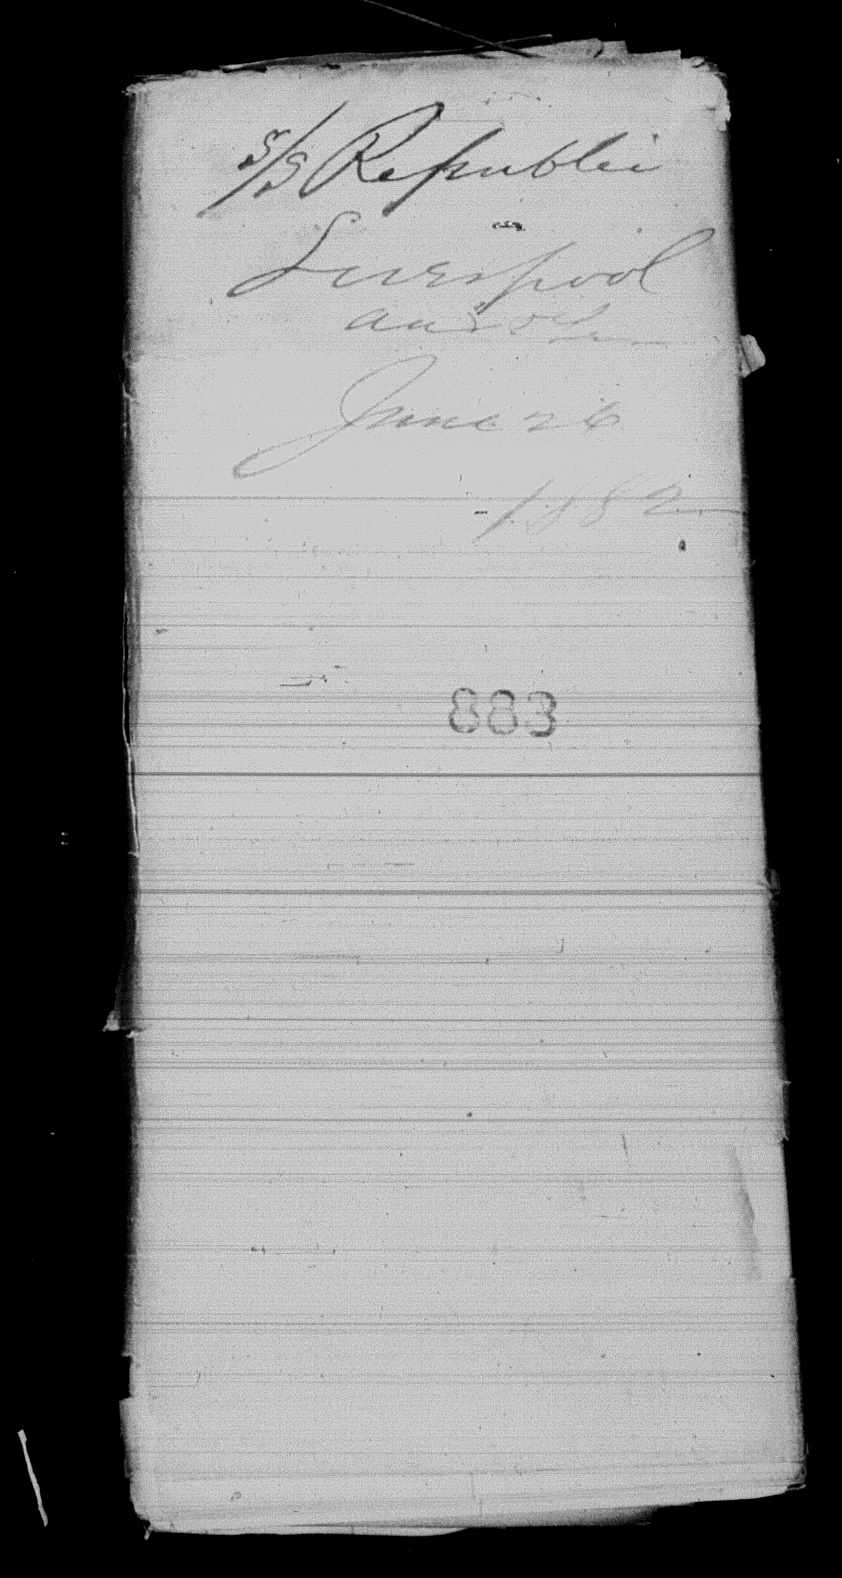 S/S Republic
Liverpool
June 26
1882
883